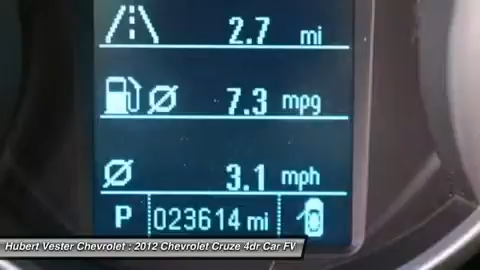 2.7 mi
7.3 mpg
3.1 mph
P 023614 mi
Hubert Vester Chevrolet : 2012 Chevrolet Cruze 4dr Car FV